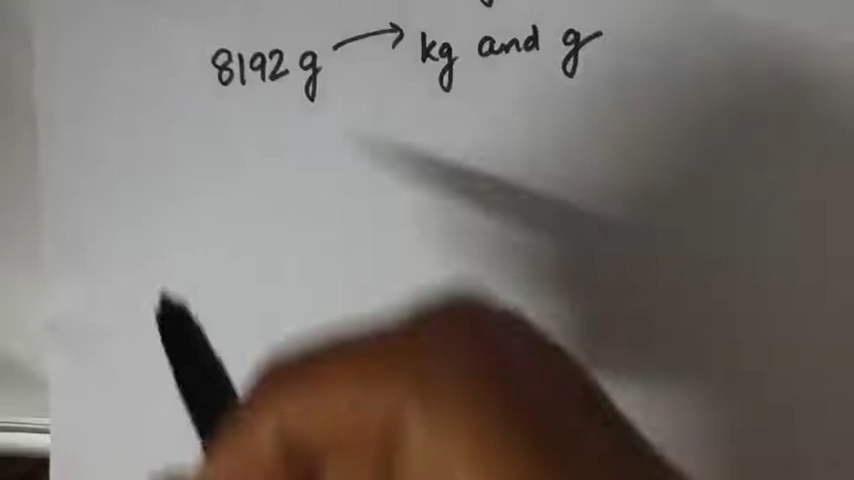 8192 g → kg and g